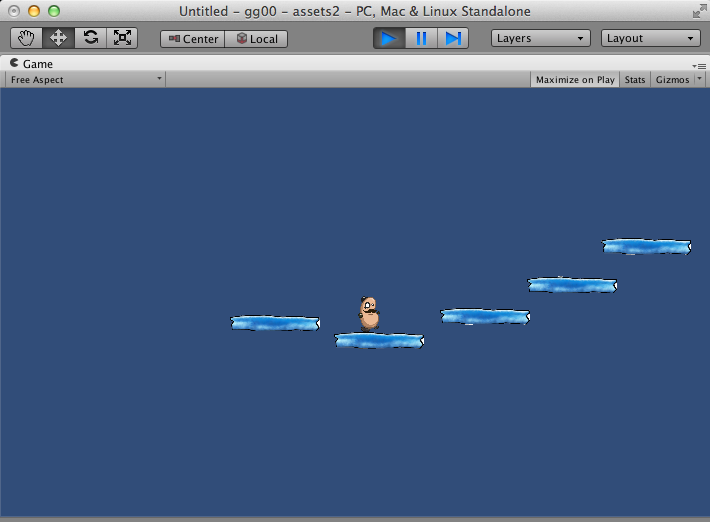 Untitled - gg00 - assets2 - PC, Mac & Linux Standalone
Center Local Layers Layout
Game
Free Aspect Maximize on Play Stats Gizmos